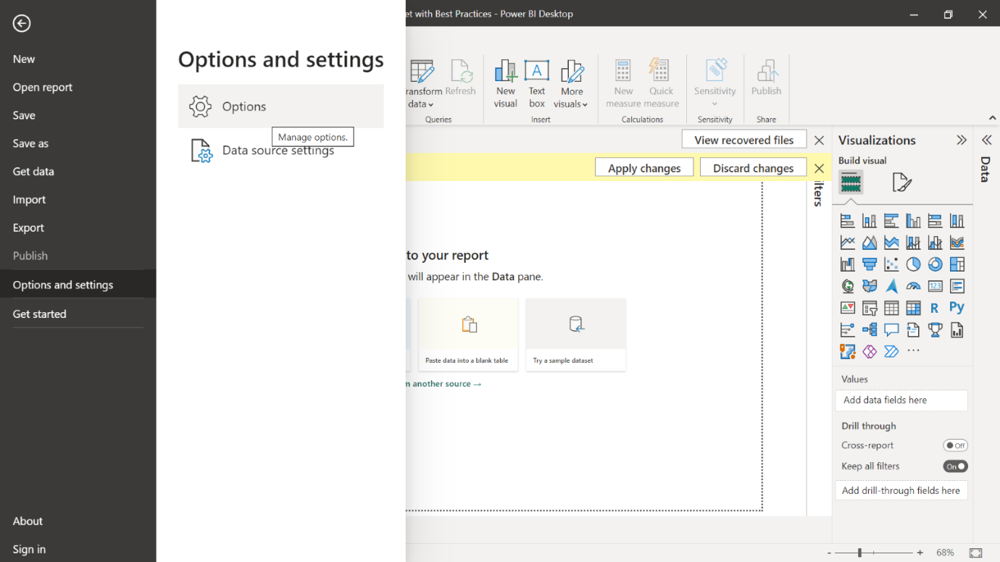 et with Best Practices - Power BI Desktop
New
Open report
Save
Save as
Get data
Import
Export
Publish
Options and settings
Get started
About
Sign in
Options and settings
Options
Manage options.
Data source settings
ransform
data
Refresh
Queries
New
visual
Text
box
More
visuals
Insert
New
measure
Quick
measure
Calculations
Sensitivity
Sensitivity
Publish
Share
View recovered files
Apply changes
Discard changes
ilters
to your report
will appear in the Data pane.
Paste data into a blank table
Try a sample dataset
m another source →
Visualizations
Build visual
123
R
Py
Values
Add data fields here
Drill through
Cross-report
Off
Keep all filters
On
Add drill-through fields here
Data
- + 68%